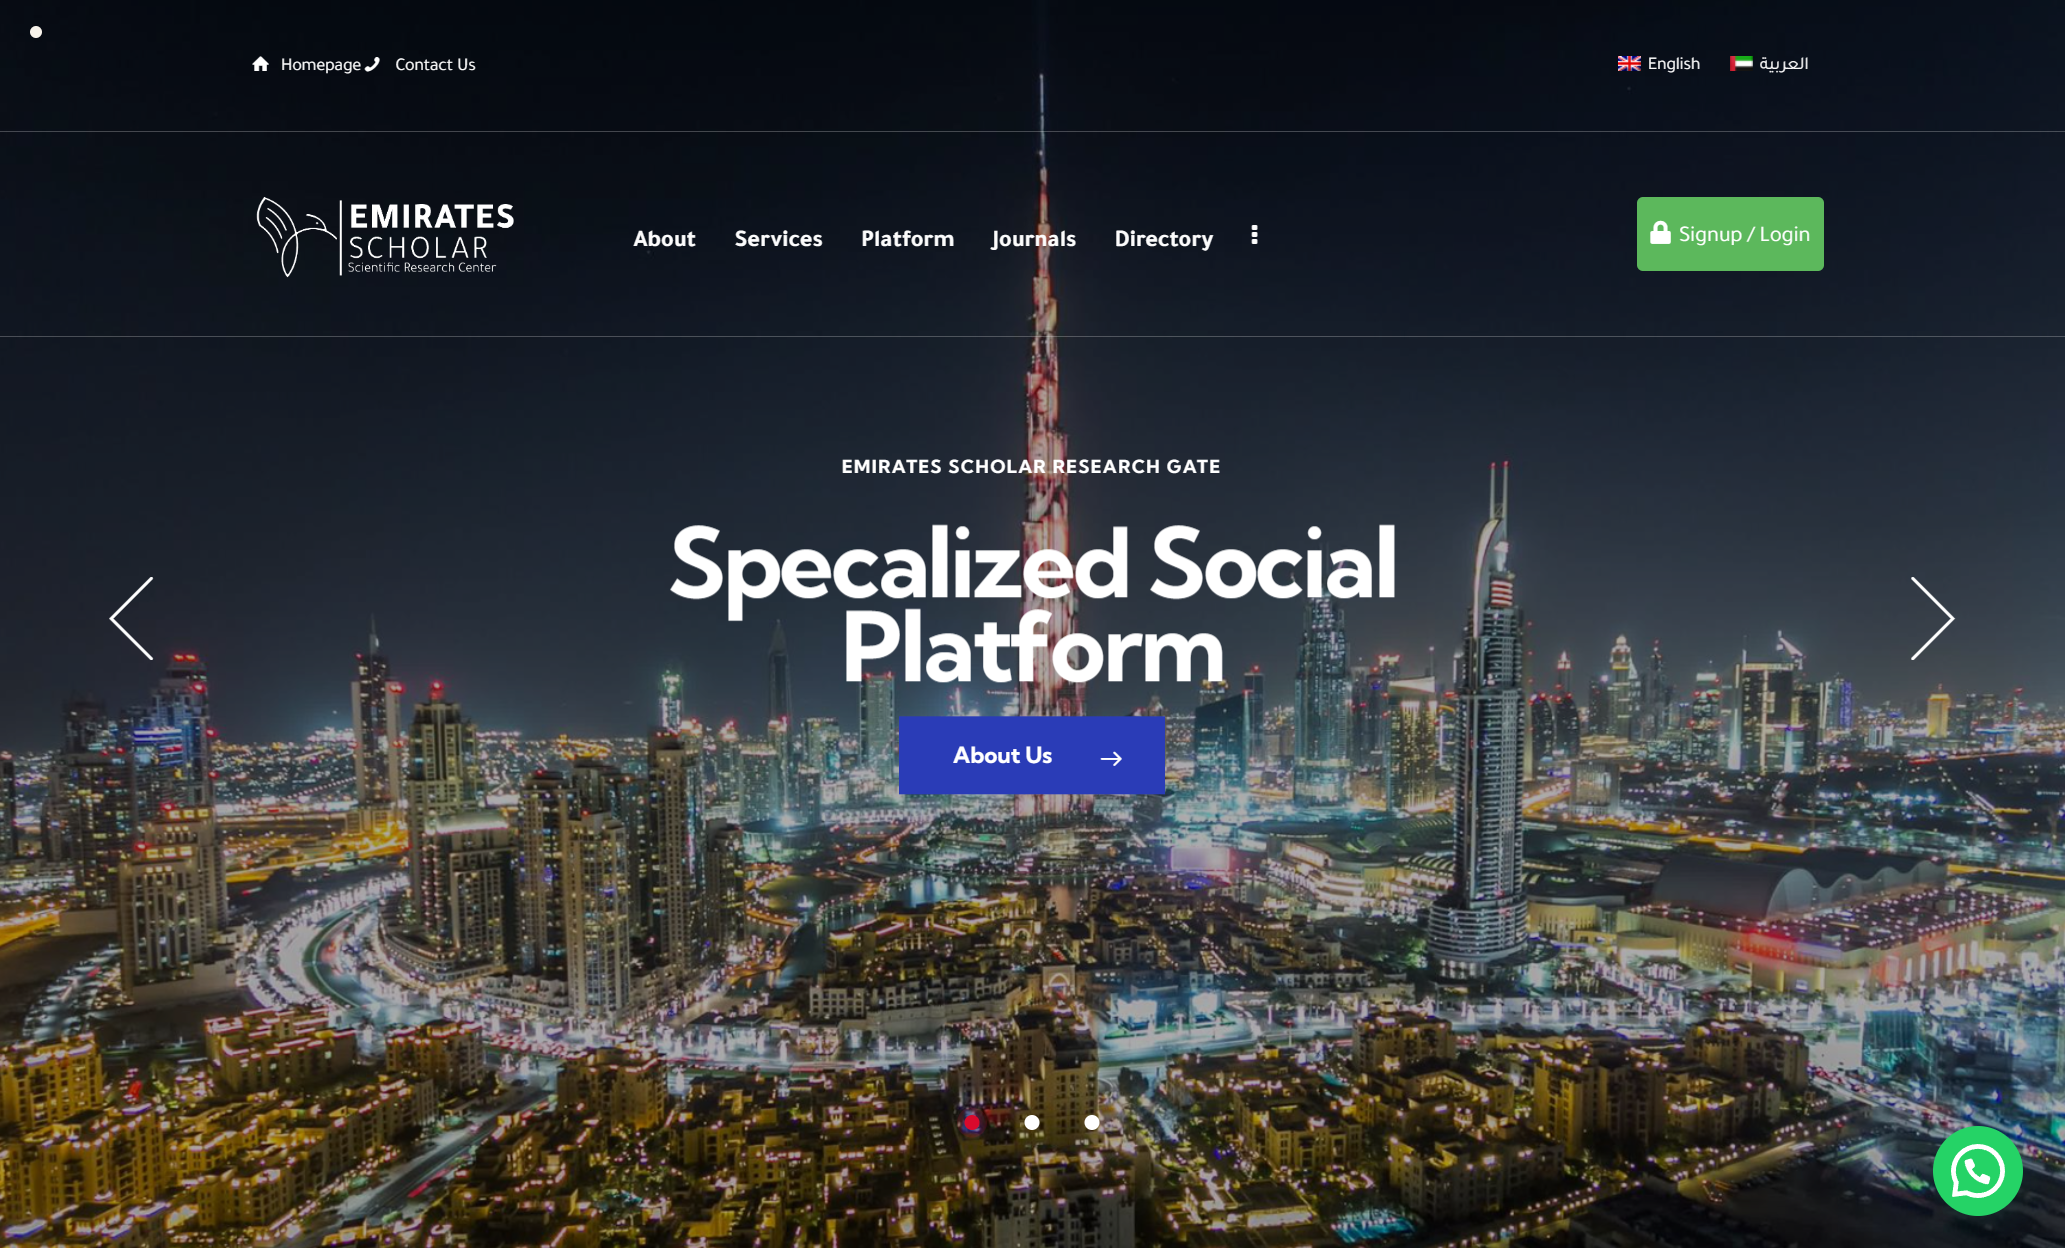 Homepage Contact Us
English العربية
EMIRATES
SCHOLAR
Scientific Research Center
About Services Platform Journals Directory
Signup / Login
EMIRATES SCHOLAR RESEARCH GATE
Specalized Social
Platform
About Us